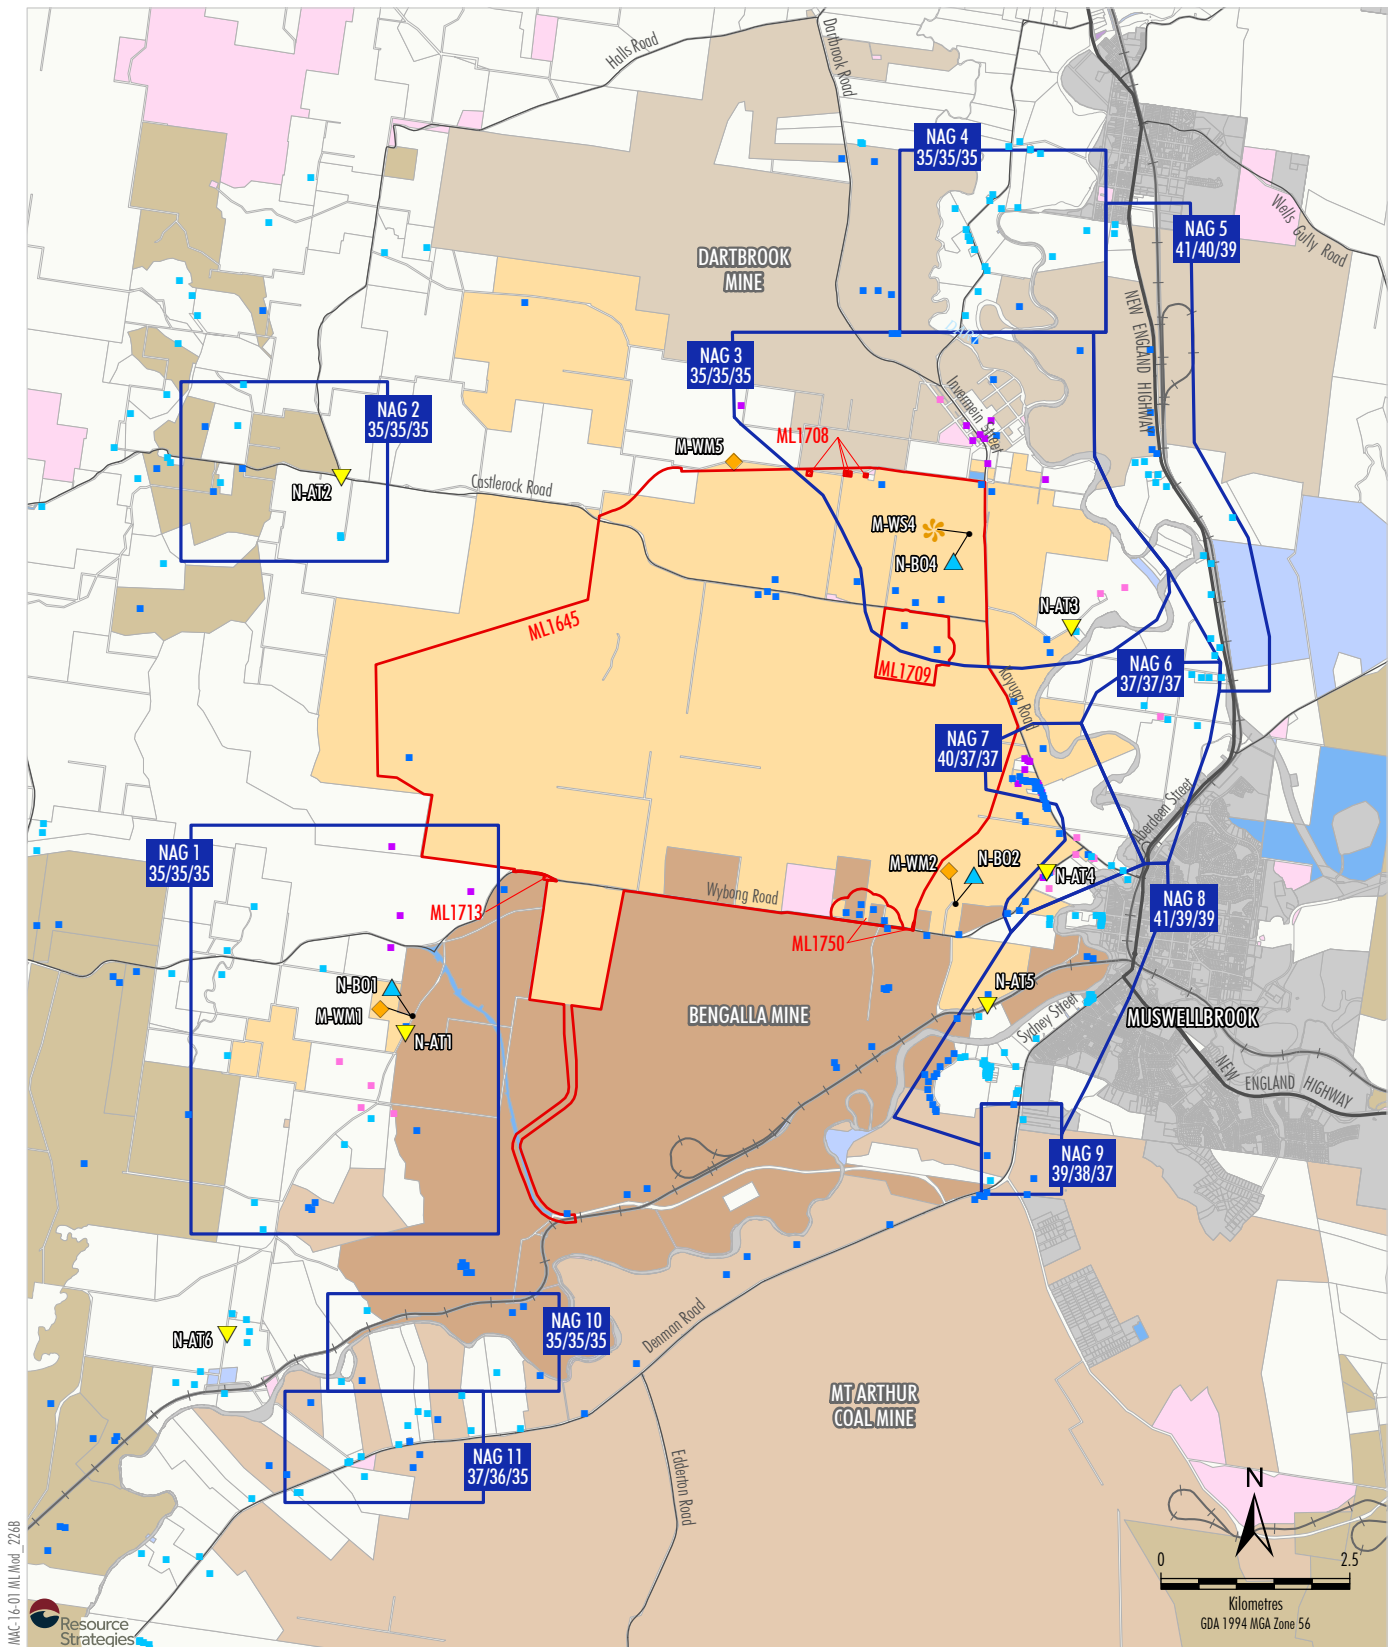 Halls Road
Dartbrook Road
NAG 4
35/35/35
Wells Gully Road
NAG 5
41/40/39
DARTBROOK
MINE
NEW ENGLAND HIGHWAY
NAG 3
35/35/35
NAG 2
35/35/35
Invermein Street
ML1708
M-WM5
N-AT2
Castlerock Road
M-WS4
N-BO4
N-AT3
ML1645
NAG 6
37/37/37
ML1709
Kayuga Road
NAG 7
40/37/37
Aberdeen Street
NAG 1
35/35/35
M-WM2
N-BO2
N-AT4
Wybong Road
ML1713
NAG 8
41/39/39
ML1750
N-AT5
N-BO1
M-WM1
N-AT1
BENGALLA MINE
Sydney Street
MUSWELLBROOK
NEW ENGLAND HIGHWAY
NAG 9
39/38/37
NAG 10
35/35/35
N-AT6
Denman Road
MT ARTHUR
COAL MINE
NAG 11
37/36/35
Edderton Road
N
0 2.5
Kilometres
GDA 1994 MGA Zone 56
MAC-16-01 MLMod_226B
Resource
Strategies